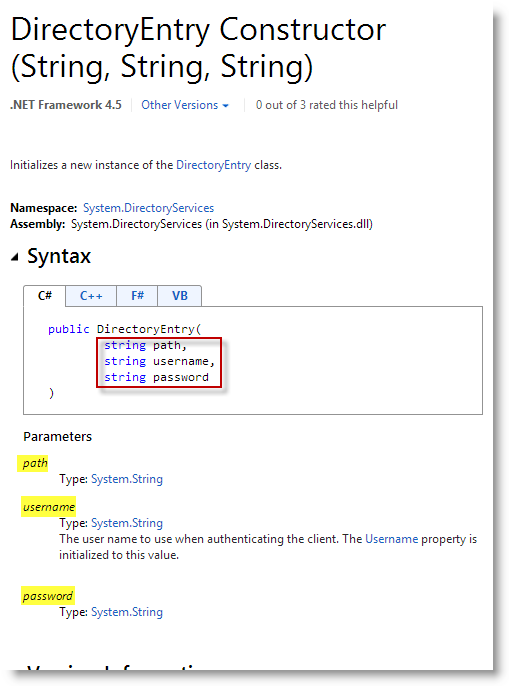 DirectoryEntry Constructor
(String, String, String)
.NET Framework 4.5 Other Versions 0 out of 3 rated this helpful
Initializes a new instance of the DirectoryEntry class.
Namespace: System.DirectoryServices
Assembly: System.DirectoryServices (in System.DirectoryServices.dll)
Syntax
C# C++ F# VB
public DirectoryEntry(
string path,
string username,
string password
)
Parameters
path
Type: System.String
username
Type: System.String
The user name to use when authenticating the client. The Username property is
initialized to this value.
password
Type: System.String